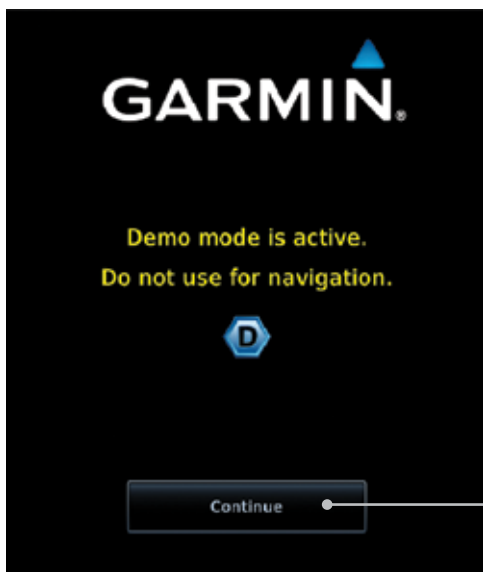 GARMIN®
Demo mode is active.
Do not use for navigation.
D
Continue